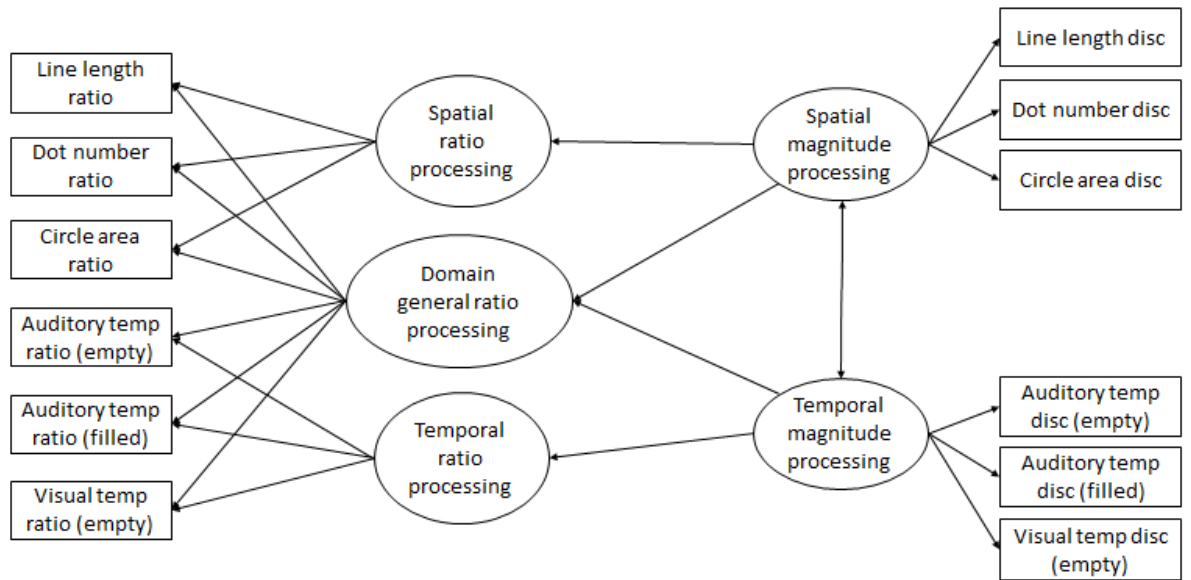 Line length
ratio
Dot number
ratio
Circle area
ratio
Auditory temp
ratio (empty)
Auditory temp
ratio (filled)
Visual temp
ratio (empty)
Spatial
ratio
processing
Domain
general ratio
processing
Temporal
ratio
processing
Spatial
magnitude
processing
Temporal
magnitude
processing
Line length disc
Dot number disc
Circle area disc
Auditory temp
disc (empty)
Auditory temp
disc (filled)
Visual temp disc
(empty)